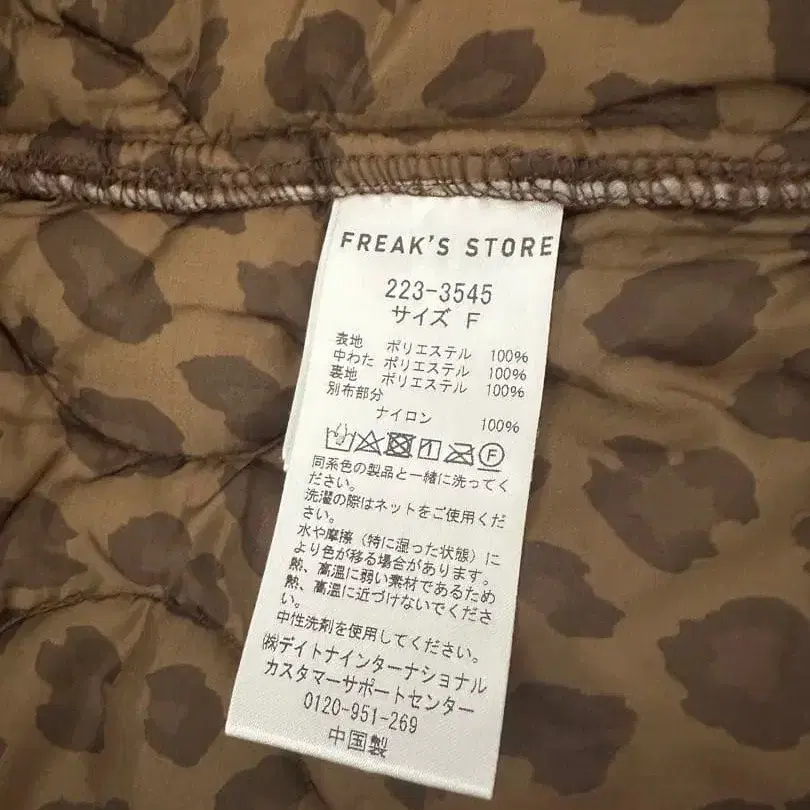 FREAK'S STORE
223-3545
サイズ F
表地 ポリエステル 100%
中わた ポリエステル 100%
裏地 ポリエステル 100%
別布部分
ナイロン 100%
F
同系色の製品と一緒に洗ってく
ださい。
洗濯の際はネットをご使用くだ
さい。
水や摩擦（特に湿った状態）に
より色が移る場合があります。
熱、高温に弱い素材であるため
熱、高温に近づけないでくださ
い。
中性洗剤を使用してください。
㈱デイトナインターナショナル
カスタマーサポートセンター
0120-951-269
中国製